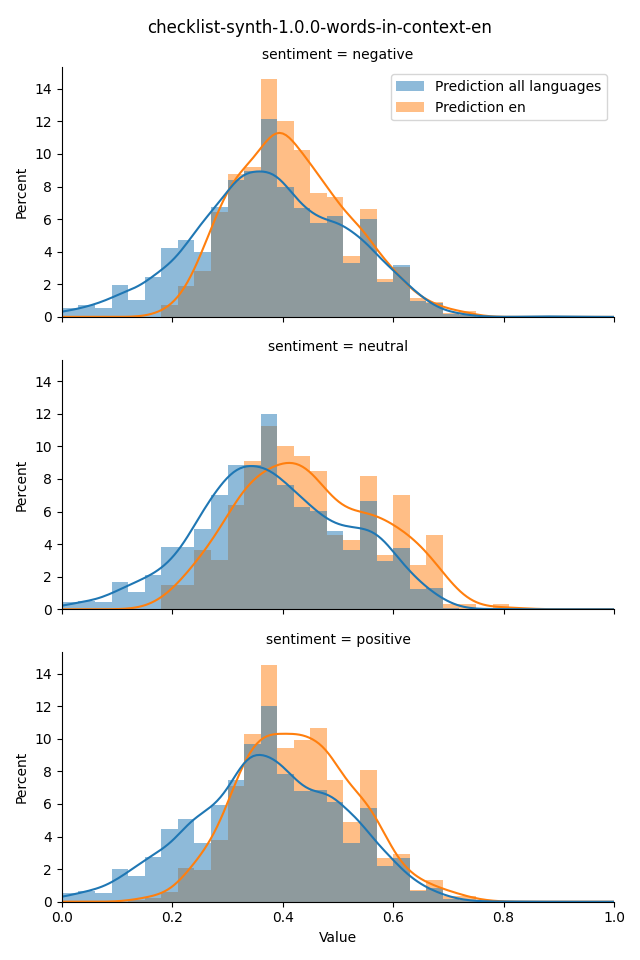 checklist-synth-1.0.0-words-in-context-en
sentiment = negative
Prediction all languages
Prediction en
Percent
14
12
10
8
6
4
2
0
sentiment = neutral
Percent
14
12
10
8
6
4
2
0
sentiment = positive
Percent
14
12
10
8
6
4
2
0
0.0 0.2 0.4 0.6 0.8 1.0
Value